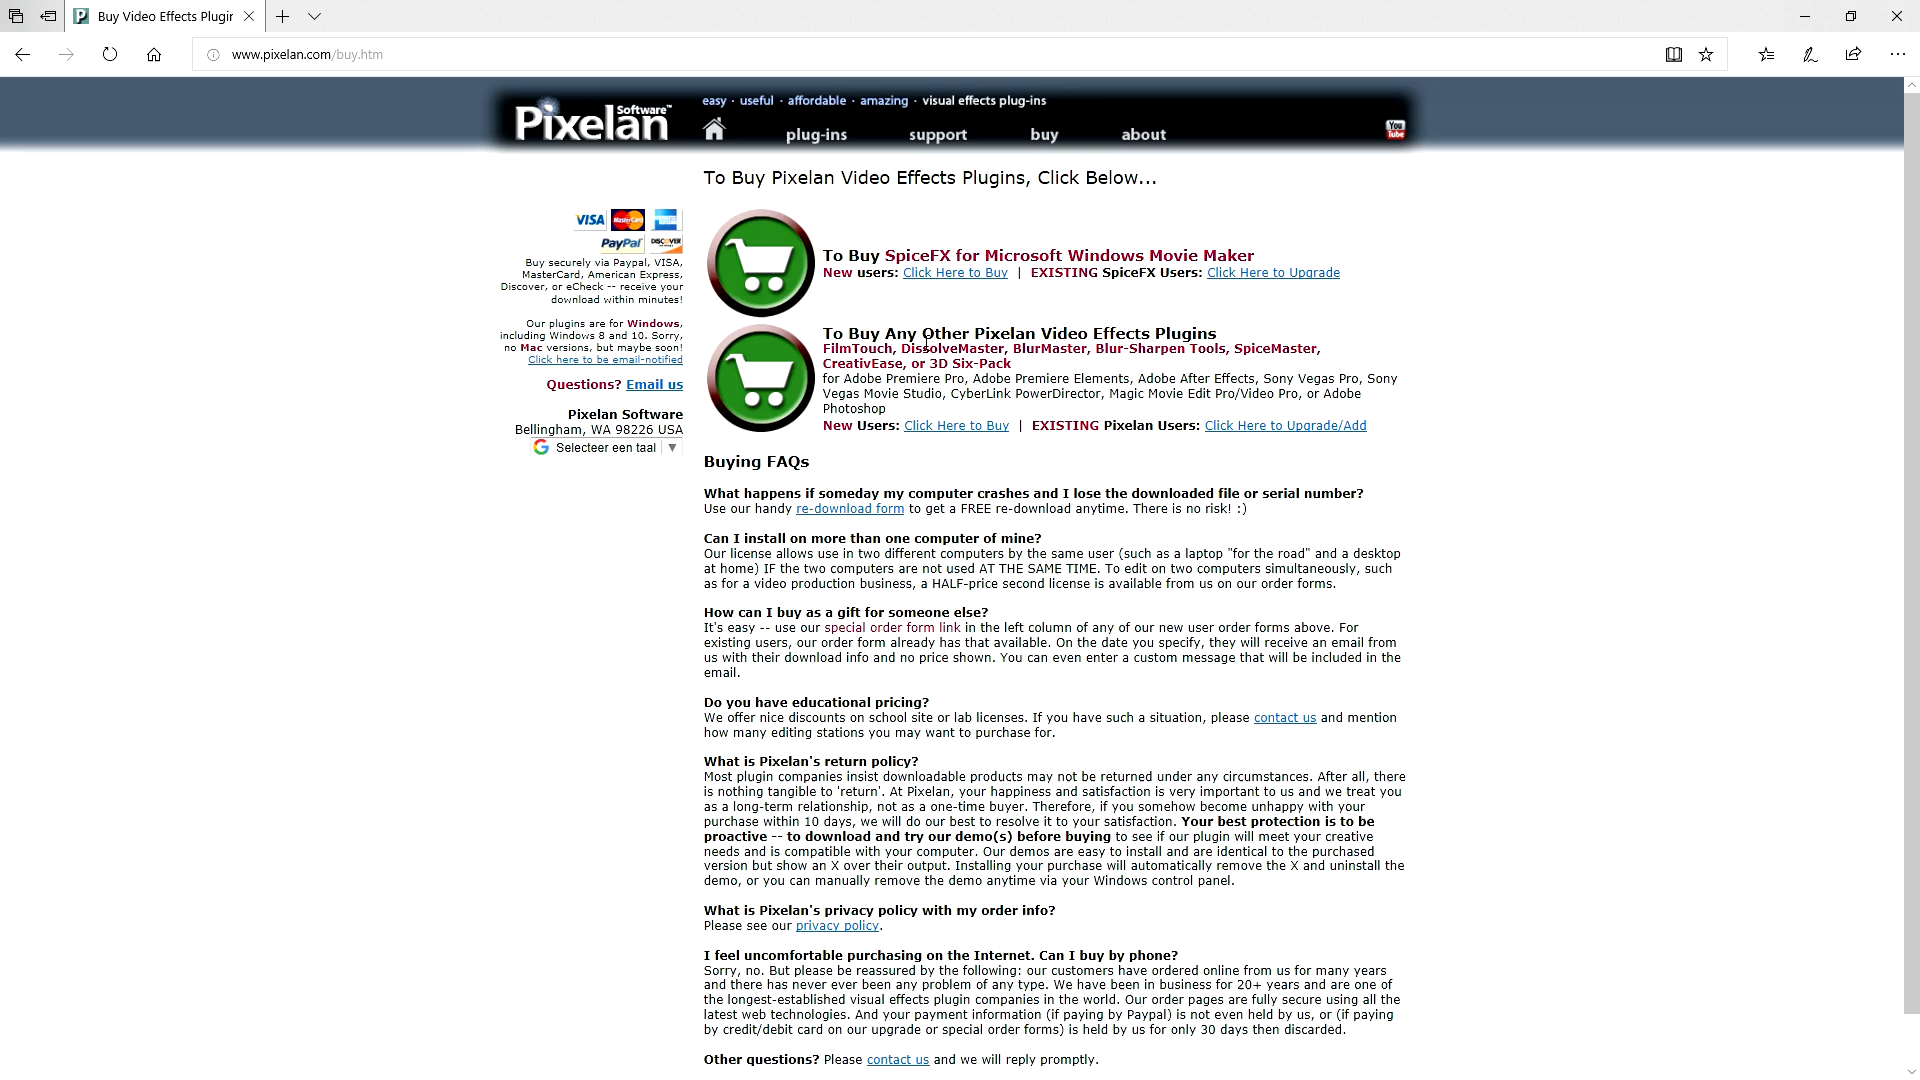 Buy Video Effects Plugir
www.pixelan.com/buy.htm
Pixelan Software™
easy · useful · affordable · amazing · visual effects plug-ins
plug-ins support buy about
You Tube
To Buy Pixelan Video Effects Plugins, Click Below...
VISA MasterCard
PayPal DISCOVER
Buy securely via Paypal, VISA,
MasterCard, American Express,
Discover, or eCheck -- receive your
download within minutes!
Our plugins are for Windows,
including Windows 8 and 10. Sorry,
no Mac versions, but maybe soon!
Click here to be email-notified
Questions? Email us
Pixelan Software
Bellingham, WA 98226 USA
Selecteer een taal ▼
To Buy SpiceFX for Microsoft Windows Movie Maker
New users: Click Here to Buy | EXISTING SpiceFX Users: Click Here to Upgrade
To Buy Any Other Pixelan Video Effects Plugins
FilmTouch, DissolveMaster, BlurMaster, Blur-Sharpen Tools, SpiceMaster,
CreativEase, or 3D Six-Pack
for Adobe Premiere Pro, Adobe Premiere Elements, Adobe After Effects, Sony Vegas Pro, Sony
Vegas Movie Studio, CyberLink PowerDirector, Magic Movie Edit Pro/Video Pro, or Adobe
Photoshop
New Users: Click Here to Buy | EXISTING Pixelan Users: Click Here to Upgrade/Add
Buying FAQs
What happens if someday my computer crashes and I lose the downloaded file or serial number?
Use our handy re-download form to get a FREE re-download anytime. There is no risk! :)
Can I install on more than one computer of mine?
Our license allows use in two different computers by the same user (such as a laptop "for the road" and a desktop
at home) IF the two computers are not used AT THE SAME TIME. To edit on two computers simultaneously, such
as for a video production business, a HALF-price second license is available from us on our order forms.
How can I buy as a gift for someone else?
It's easy -- use our special order form link in the left column of any of our new user order forms above. For
existing users, our order form already has that available. On the date you specify, they will receive an email from
us with their download info and no price shown. You can even enter a custom message that will be included in the
email.
Do you have educational pricing?
We offer nice discounts on school site or lab licenses. If you have such a situation, please contact us and mention
how many editing stations you may want to purchase for.
What is Pixelan's return policy?
Most plugin companies insist downloadable products may not be returned under any circumstances. After all, there
is nothing tangible to 'return'. At Pixelan, your happiness and satisfaction is very important to us and we treat you
as a long-term relationship, not as a one-time buyer. Therefore, if you somehow become unhappy with your
purchase within 10 days, we will do our best to resolve it to your satisfaction. Your best protection is to be
proactive -- to download and try our demo(s) before buying to see if our plugin will meet your creative
needs and is compatible with your computer. Our demos are easy to install and are identical to the purchased
version but show an X over their output. Installing your purchase will automatically remove the X and uninstall the
demo, or you can manually remove the demo anytime via your Windows control panel.
What is Pixelan's privacy policy with my order info?
Please see our privacy policy.
I feel uncomfortable purchasing on the Internet. Can I buy by phone?
Sorry, no. But please be reassured by the following: our customers have ordered online from us for many years
and there has never ever been any problem of any type. We have been in business for 20+ years and are one of
the longest-established visual effects plugin companies in the world. Our order pages are fully secure using all the
latest web technologies. And your payment information (if paying by Paypal) is not even held by us, or (if paying
by credit/debit card on our upgrade or special order forms) is held by us for only 30 days then discarded.
Other questions? Please contact us and we will reply promptly.